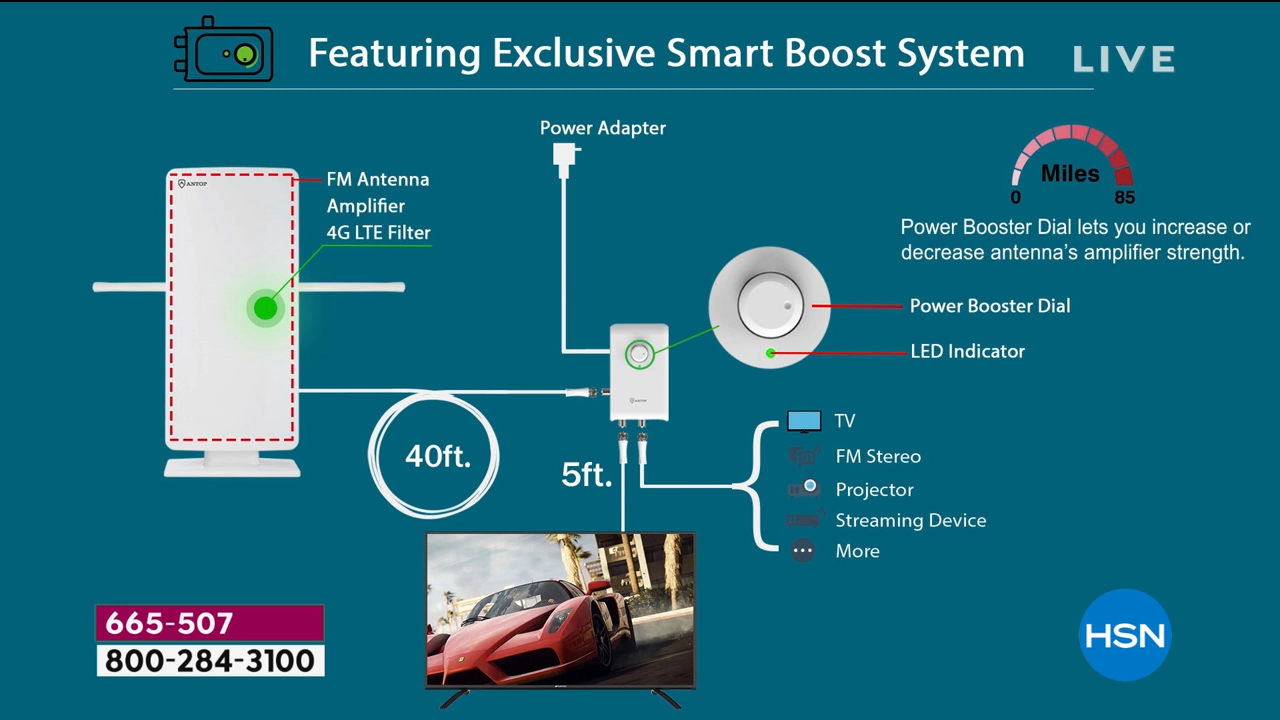 Featuring Exclusive Smart Boost System
LIVE
Power Adapter
ANTOP
FM Antenna
Amplifier
4G LTE Filter
Miles
0
85
Power Booster Dial lets you increase or
decrease antenna's amplifier strength.
Power Booster Dial
LED Indicator
ANTOP
40ft.
5ft.
TV
FM Stereo
Projector
Streaming Device
More
665-507
800-284-3100
HSN